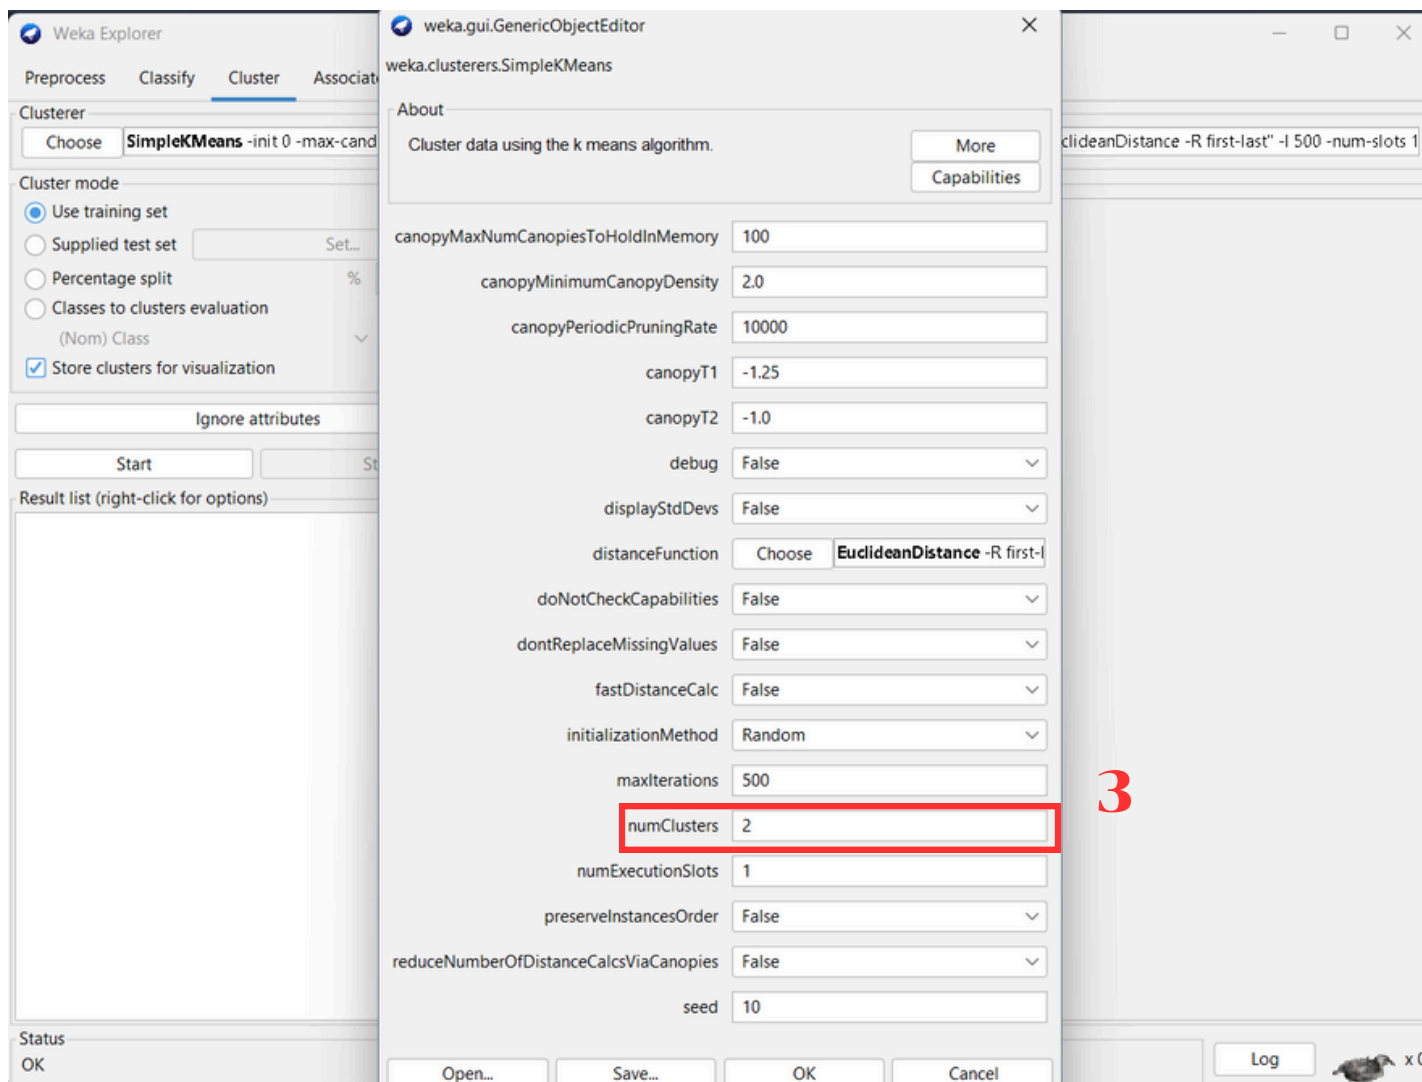 Weka Explorer
Preprocess Classify Cluster Associat
Clusterer
Choose SimpleKMeans -init 0 -max-cand
Cluster mode
Use training set
Supplied test set Set...
Percentage split %
Classes to clusters evaluation
(Nom) Class
Store clusters for visualization
Ignore attributes
Start St
Result list (right-click for options)
Status
OK
weka.gui.GenericObjectEditor
weka.clusterers.SimpleKMeans
About
Cluster data using the k means algorithm.
More
Capabilities
canopyMaxNumCanopiesToHoldInMemory 100
canopyMinimumCanopyDensity 2.0
canopyPeriodicPruningRate 10000
canopyT1 -1.25
canopyT2 -1.0
debug False
displayStdDevs False
distanceFunction Choose EuclideanDistance -R first-l
doNotCheckCapabilities False
dontReplaceMissingValues False
fastDistanceCalc False
initializationMethod Random
maxIterations 500
numClusters 2
numExecutionSlots 1
preserveInstancesOrder False
reduceNumberOfDistanceCalcsViaCanopies False
seed 10
Open... Save... OK Cancel
clideanDistance -R first-last" -I 500 -num-slots 1
3
Log x 0